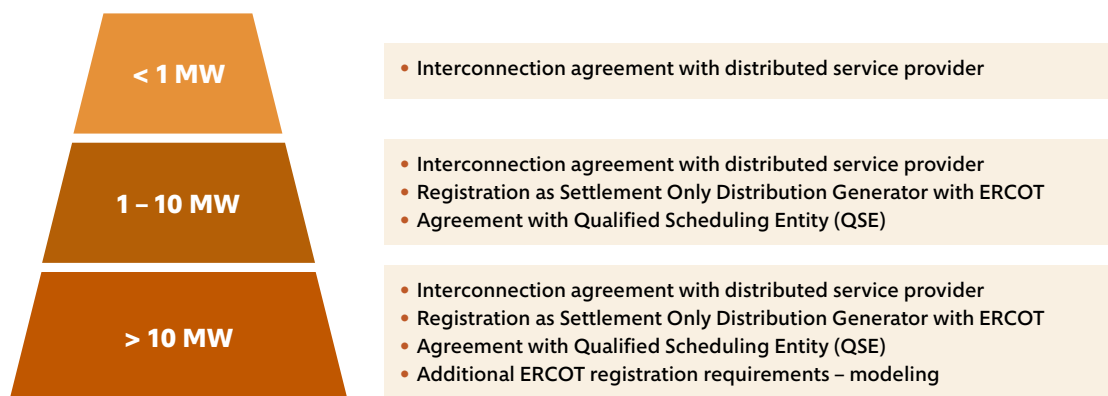 < 1 MW
• Interconnection agreement with distributed service provider
1 – 10 MW
• Interconnection agreement with distributed service provider
• Registration as Settlement Only Distribution Generator with ERCOT
• Agreement with Qualified Scheduling Entity (QSE)
> 10 MW
• Interconnection agreement with distributed service provider
• Registration as Settlement Only Distribution Generator with ERCOT
• Agreement with Qualified Scheduling Entity (QSE)
• Additional ERCOT registration requirements – modeling